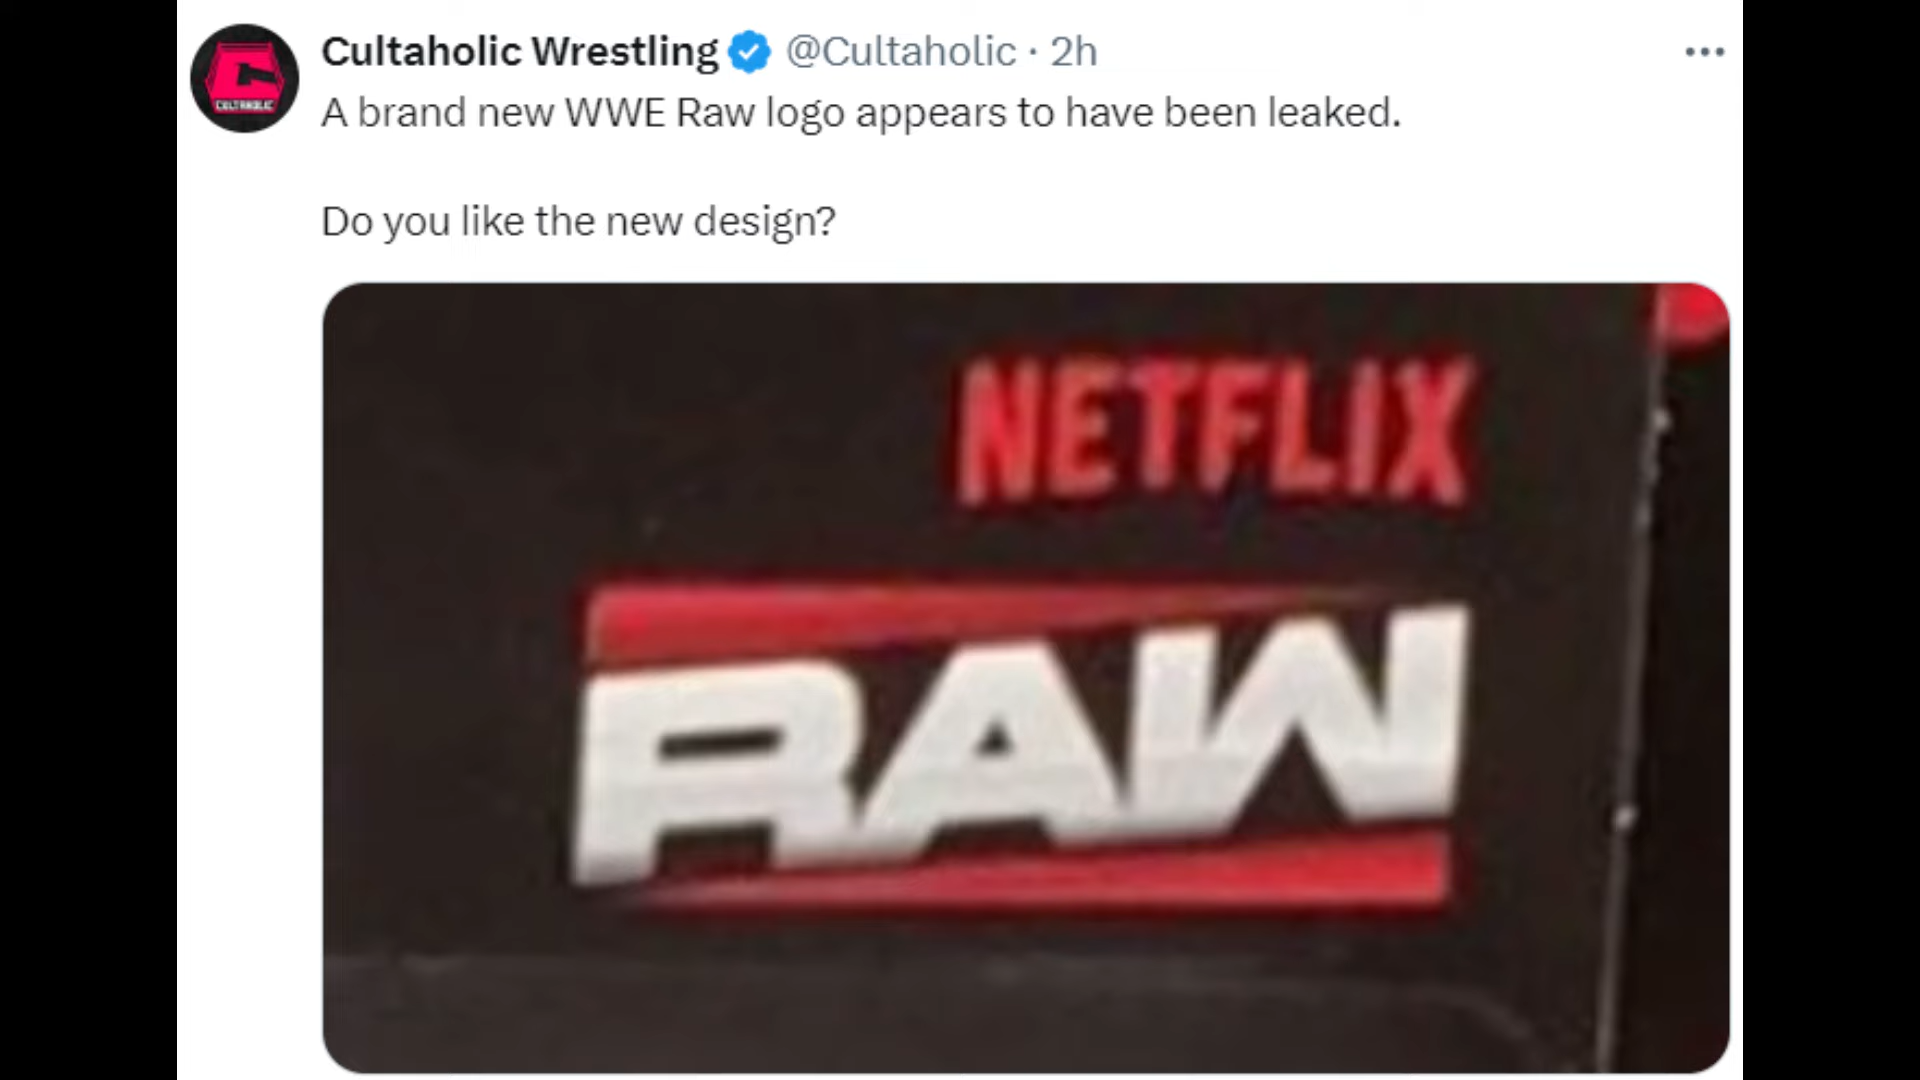 Cultaholic Wrestling @Cultaholic · 2h
CULTAHOLIC
A brand new WWE Raw logo appears to have been leaked.
Do you like the new design?
NETFLIX
RAW